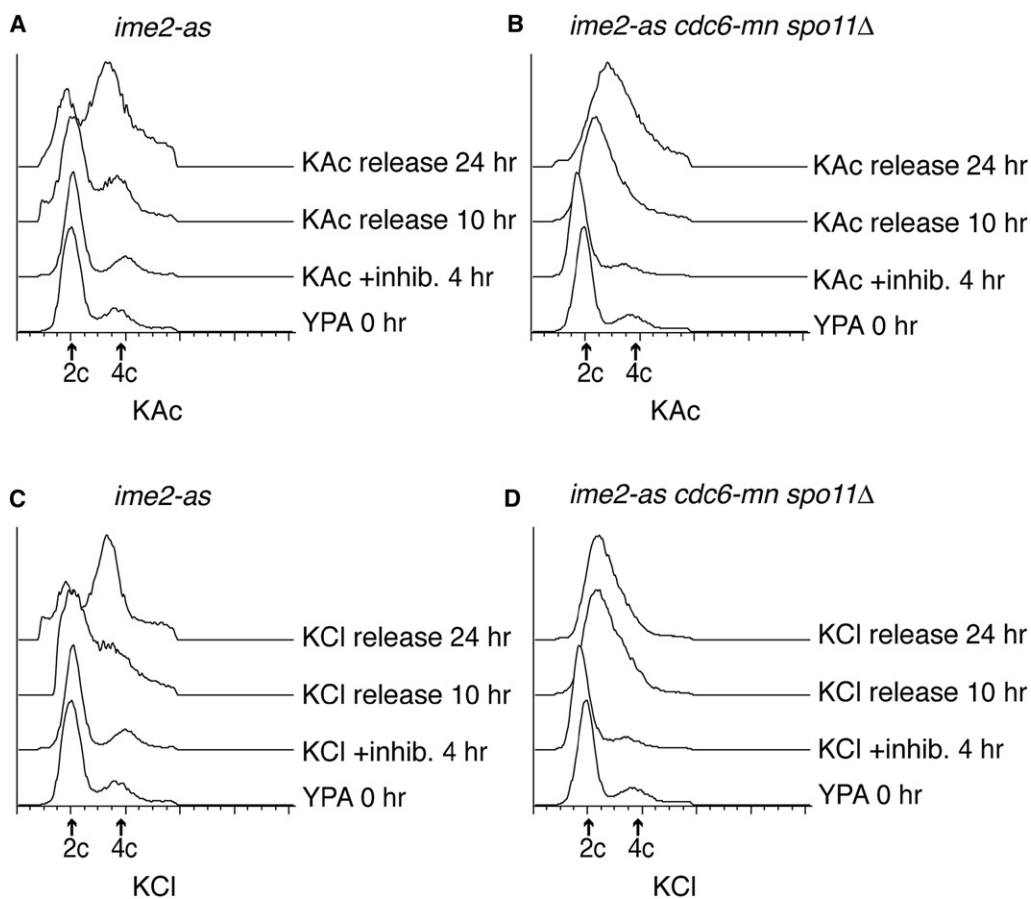 A
ime2-as
KAc release 24 hr
KAc release 10 hr
KAc +inhib. 4 hr
YPA 0 hr
2c
4c
KAc
B
ime2-as cdc6-mn spo11Δ
KAc release 24 hr
KAc release 10 hr
KAc +inhib. 4 hr
YPA 0 hr
2c
4c
KAc
C
ime2-as
KCl release 24 hr
KCl release 10 hr
KCl +inhib. 4 hr
YPA 0 hr
2c
4c
KCl
D
ime2-as cdc6-mn spo11Δ
KCl release 24 hr
KCl release 10 hr
KCl +inhib. 4 hr
YPA 0 hr
2c
4c
KCl